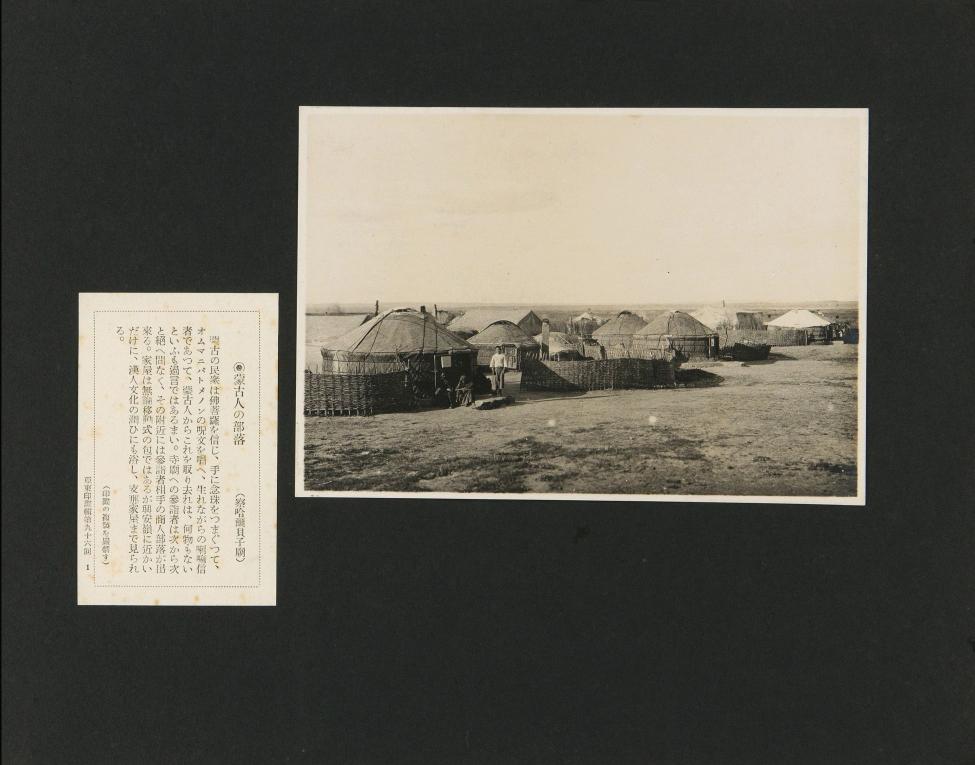 蒙古人の部落
(察哈爾貝子廟)
蒙古の民衆は佛菩薩を信じ、手に念珠をつまぐつて、
オムマニバトメノンの呪文を唱へ、生れながらの喇嘛信
者であつて、蒙古人からこれを取り去れば、何物もない
といふも過言ではあるまい。寺廟への參詣者は次から次
と絶へ間なく、その附近には參詣者相手の商人部落が出
來る。家屋は無論移動式の包ではあるが興安嶺に近かい
だけに、漢人文化の潤ひにも浴し、支那家屋まで見られ
る。
(印畫の複製を嚴禁す)
亞東印畫輯第九十六回
1